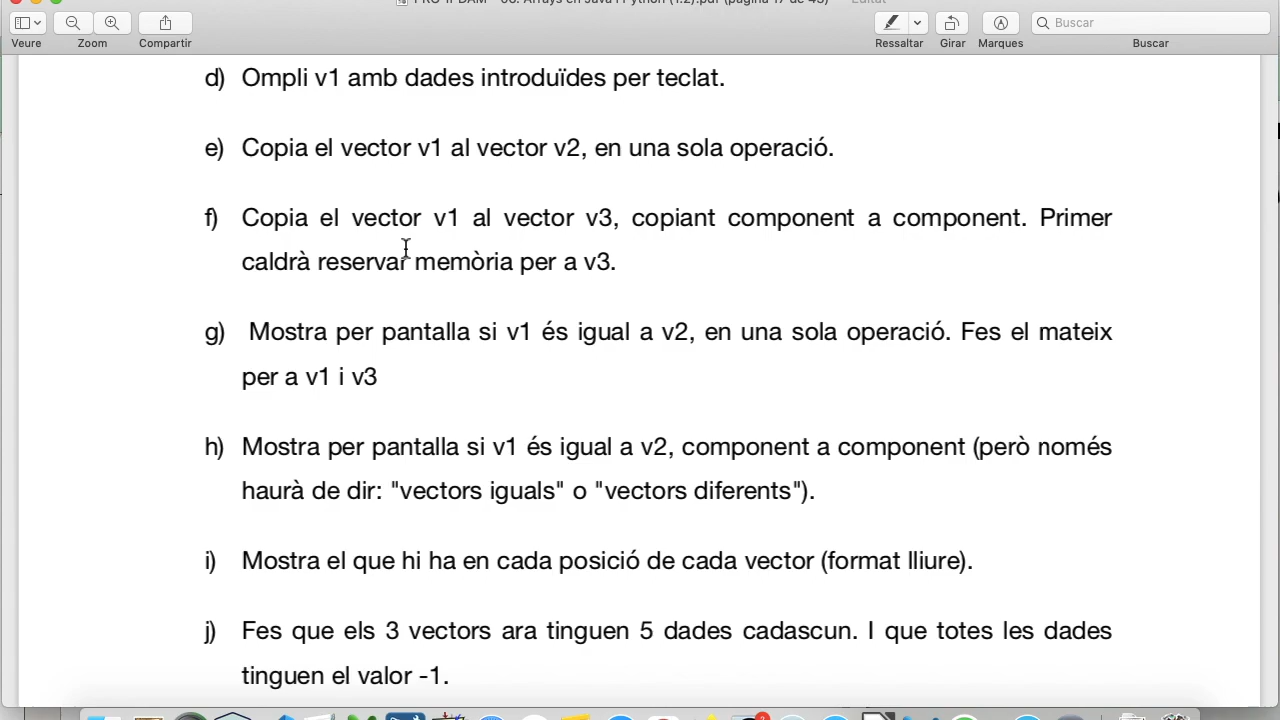 Veure
Zoom
Compartir
Ressaltar
Girar
Marques
Buscar
Buscar
d) Ompli v1 amb dades introduïdes per teclat.
e) Copia el vector v1 al vector v2, en una sola operació.
f) Copia el vector v1 al vector v3, copiant component a component. Primer
caldrà reservar memòria per a v3.
g) Mostra per pantalla si v1 és igual a v2, en una sola operació. Fes el mateix
per a v1 i v3
h) Mostra per pantalla si v1 és igual a v2, component a component (però només
haurà de dir: "vectors iguals" o "vectors diferents").
i) Mostra el que hi ha en cada posició de cada vector (format lliure).
j) Fes que els 3 vectors ara tinguen 5 dades cadascun. I que totes les dades
tinguen el valor -1.